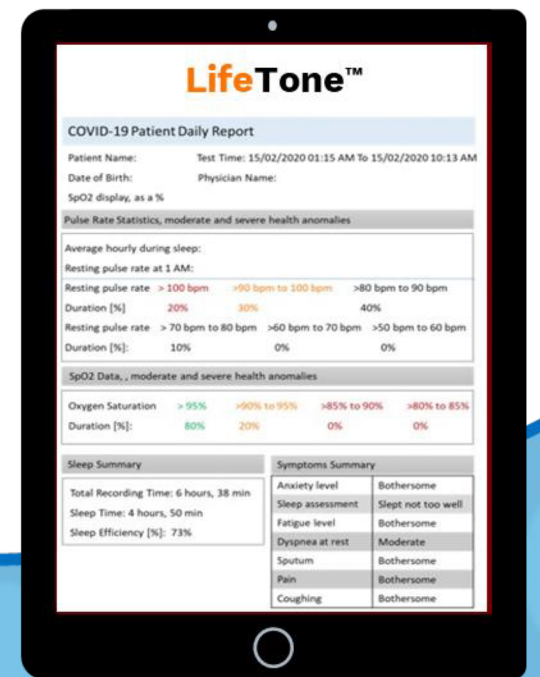 LifeTone™
COVID-19 Patient Daily Report
Patient Name: Test Time: 15/02/2020 01:15 AM To 15/02/2020 10:13 AM
Date of Birth: Physician Name:
SpO2 display, as a %
Pulse Rate Statistics, moderate and severe health anomalies
Average hourly during sleep:
Resting pulse rate at 1 AM:
Resting pulse rate > 100 bpm >90 bpm to 100 bpm >80 bpm to 90 bpm
Duration [%] 20% 30% 40%
Resting pulse rate > 70 bpm to 80 bpm >60 bpm to 70 bpm >50 bpm to 60 bpm
Duration [%]: 10% 0% 0%
SpO2 Data, , moderate and severe health anomalies
Oxygen Saturation > 95% >90% to 95% >85% to 90% >80% to 85%
Duration [%]: 80% 20% 0% 0%
Sleep Summary
Total Recording Time: 6 hours, 38 min
Sleep Time: 4 hours, 50 min
Sleep Efficiency [%]: 73%
Symptoms Summary
Anxiety level Bothersome
Sleep assessment Slept not too well
Fatigue level Bothersome
Dyspnea at rest Moderate
Sputum Bothersome
Pain Bothersome
Coughing Bothersome